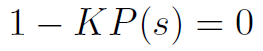 1 − KP(s) = 0